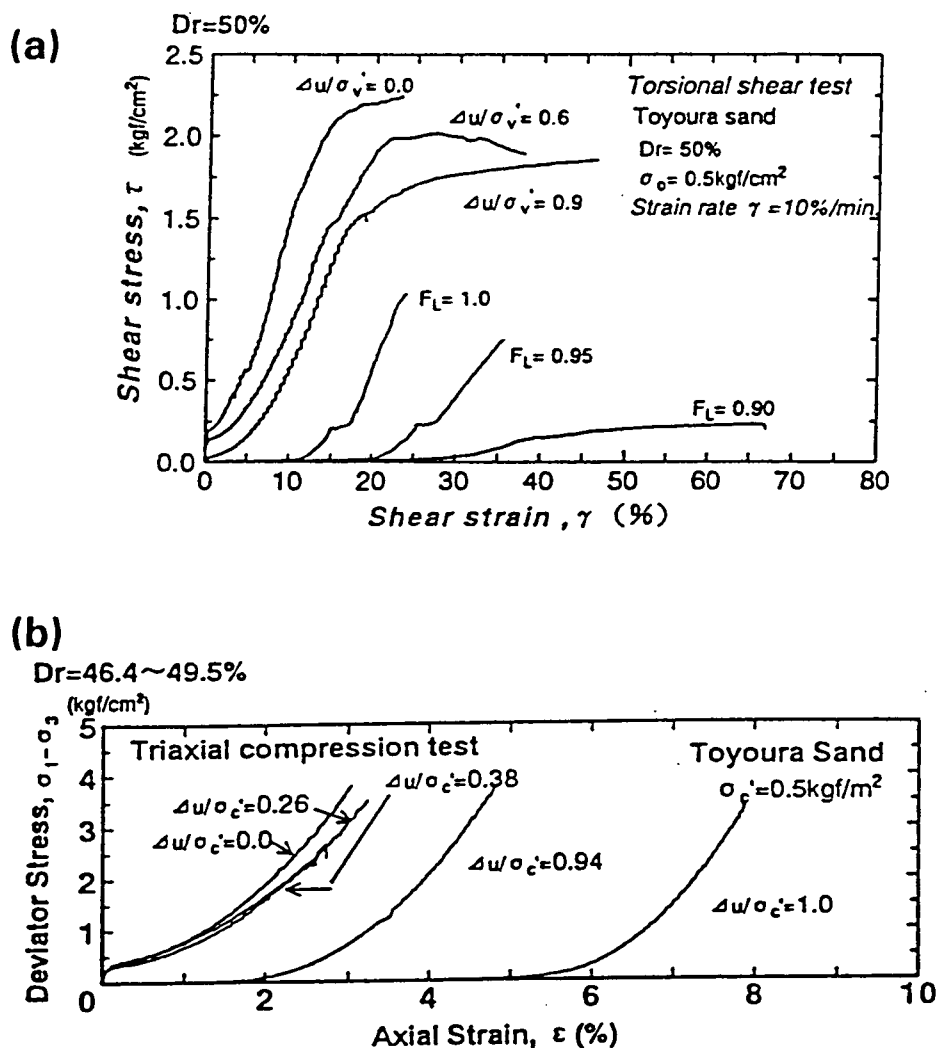 (a)
Dr=50%
Shear stress, τ (kgf/cm²)
2.5
2.0
1.5
1.0
0.5
0.0
0 10 20 30 40 50 60 70 80
Shear strain, γ (%)
Δu/σv'= 0.0
Δu/σv'= 0.6
Δu/σv'= 0.9
Torsional shear test
Toyoura sand
Dr= 50%
σo= 0.5kgf/cm²
Strain rate γ =10%/min.
FL= 1.0
FL= 0.95
FL= 0.90
(b)
Dr=46.4~49.5%
(kgf/cm²)
Deviator Stress, σ1-σ3
5
4
3
2
1
0
0 2 4 6 8 10
Axial Strain, ε (%)
Triaxial compression test
Toyoura Sand
σc'=0.5kgf/m²
Δu/σc'=0.38
Δu/σc'=0.26
Δu/σc'=0.0
Δu/σc'=0.94
Δu/σc'=1.0